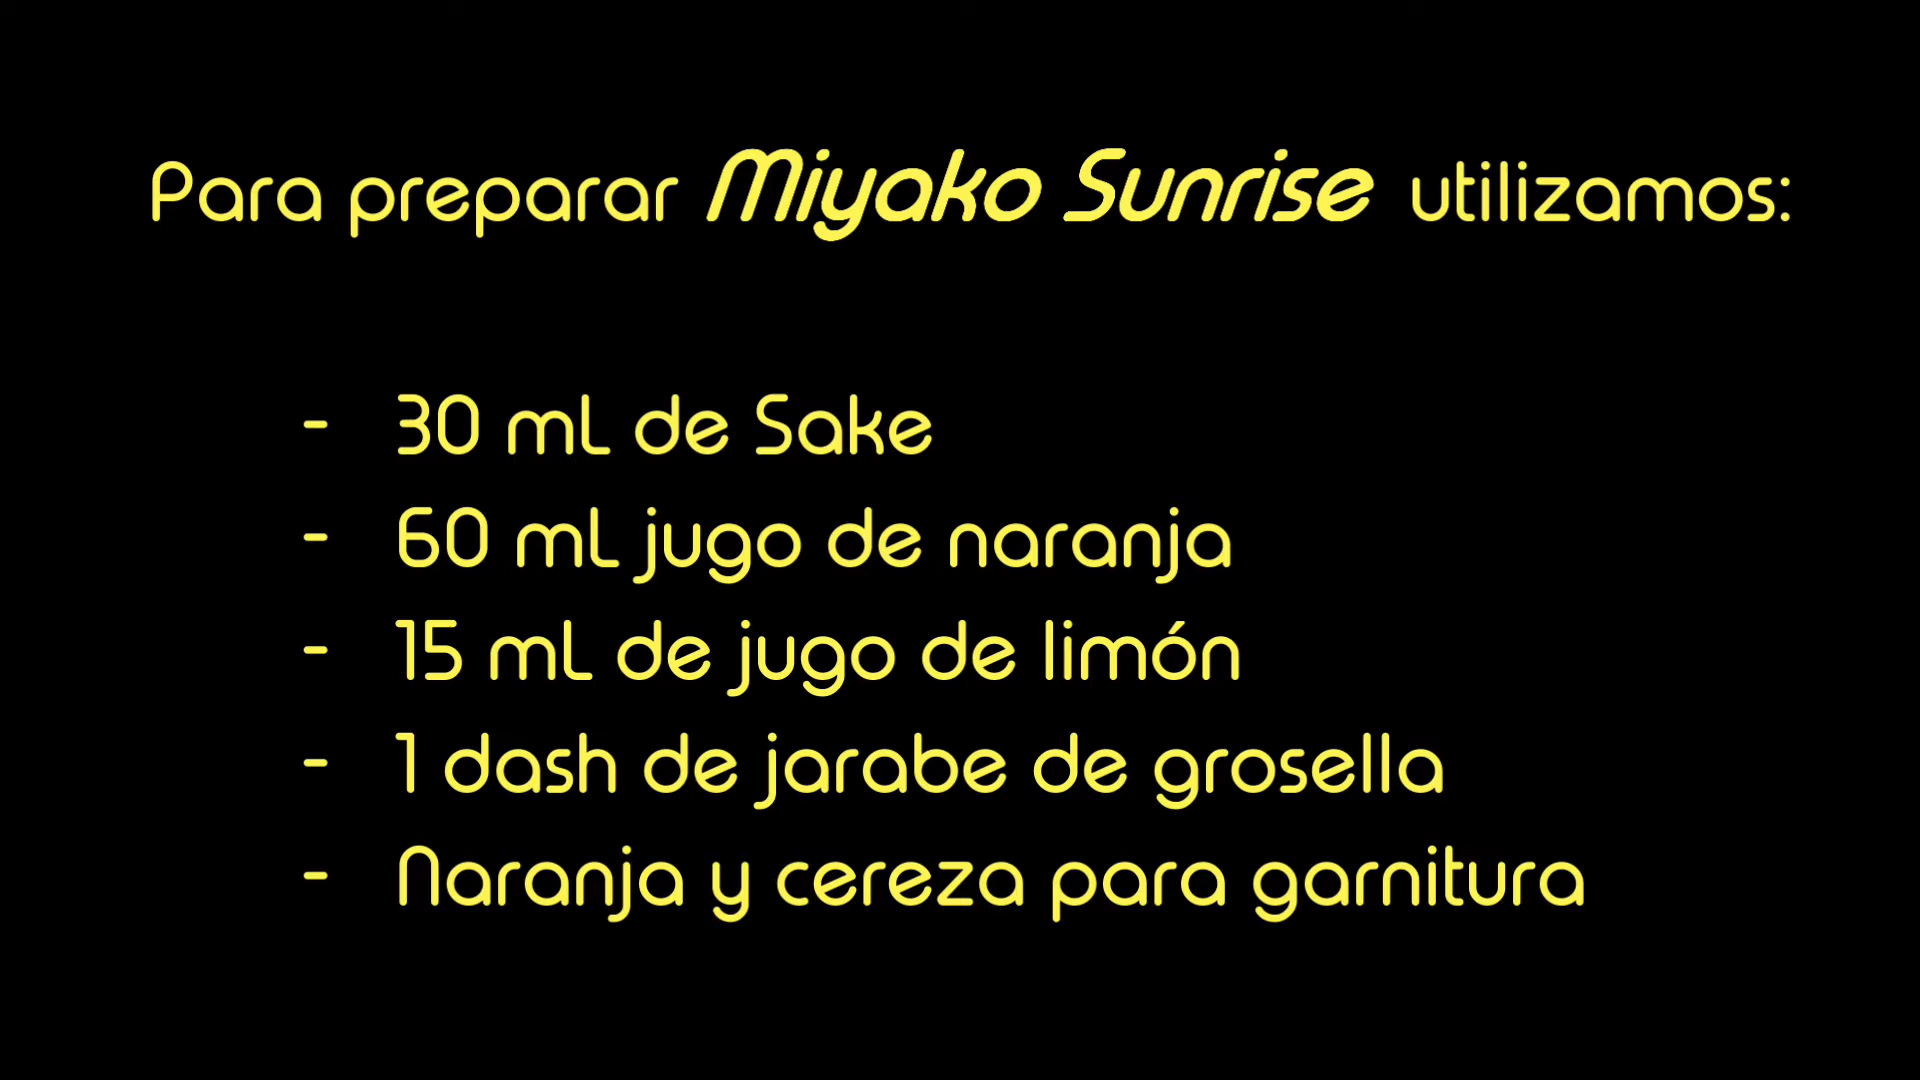 Para preparar Miyako Sunrise utilizamos:
- 30 mL de Sake
- 60 mL jugo de naranja
- 15 mL de jugo de limón
- 1 dash de jarabe de grosella
- Naranja y cereza para garnitura